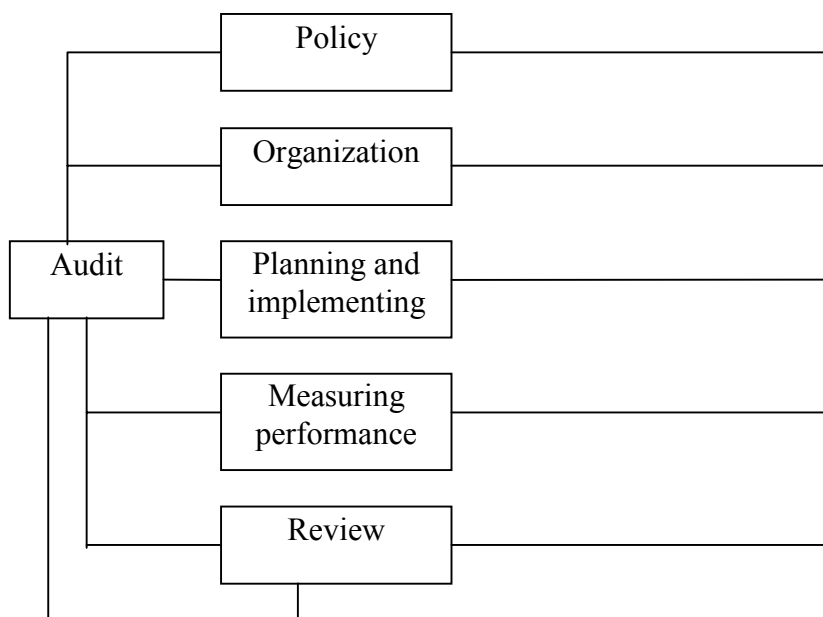 Policy
Organization
Audit
Planning and
implementing
Measuring
performance
Review